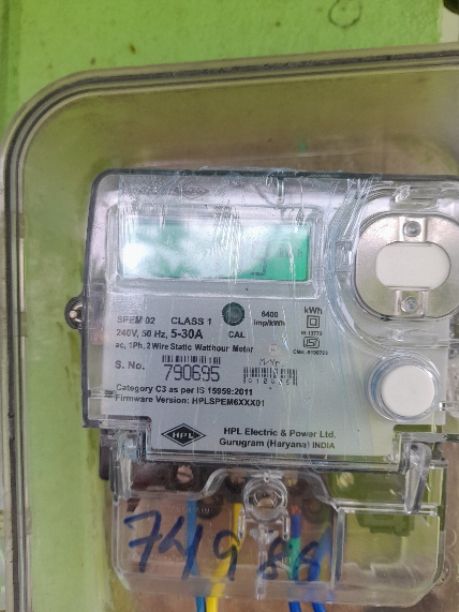 SPEM 02 CLASS 1 6400 kWh
240V, 50 Hz, 5-30A CAL imp/kWh
ac, 1Ph, 2 Wire Static Watthour Meter
S. No. 790695
Category C3 as per IS 15959:2011
Firmware Version: HPLSPEM6XXX01
HPL HPL Electric & Power Ltd.
Gurugram (Haryana) INDIA